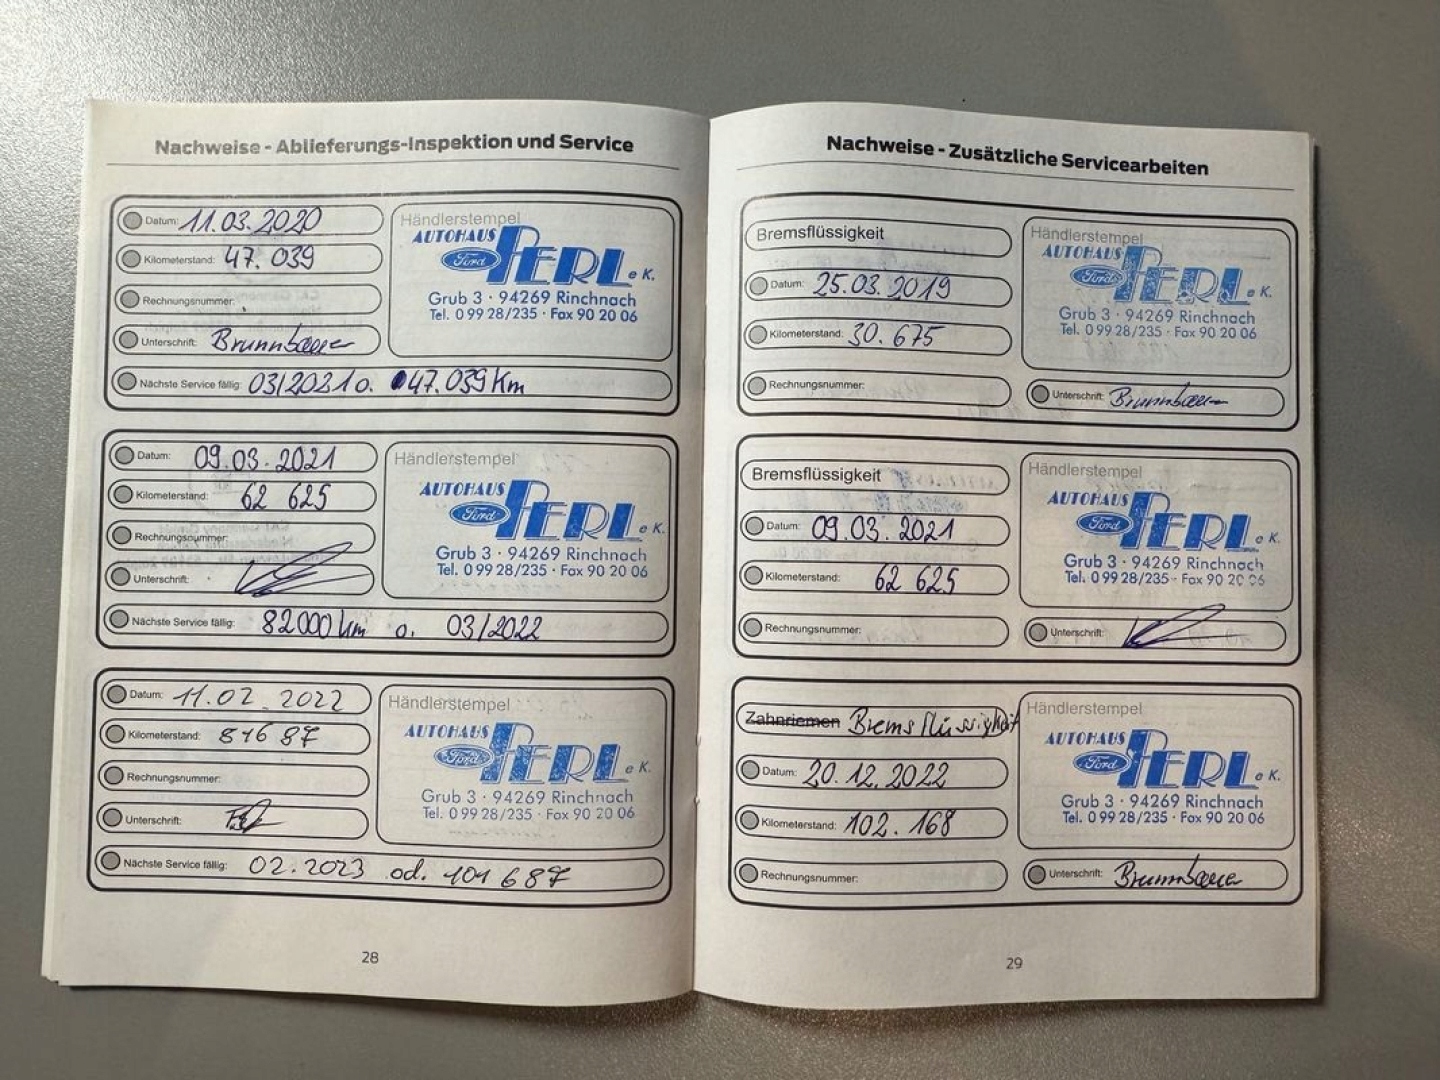 Nachweise - Ablieferungs-Inspektion und Service
Datum: 11.03.2020
Kilometerstand: 47.039
Rechnungsnummer:
Unterschrift: Brunnbauer
Händlerstempel
AUTOHAUS
Ford PERL e K.
Grub 3 · 94269 Rinchnach
Tel. 0 99 28/235 · Fax 90 20 06
Nächste Service fällig: 03/2021 o. 47.039 Km
Datum: 09.03.2021
Kilometerstand: 62 625
Rechnungsnummer:
Unterschrift:
Händlerstempel
AUTOHAUS
Ford PERL e K.
Grub 3 · 94269 Rinchnach
Tel. 0 99 28/235 · Fax 90 20 06
Nächste Service fällig: 82000 km o. 03/2022
Datum: 11.02.2022
Kilometerstand: 81687
Rechnungsnummer:
Unterschrift:
Händlerstempel
AUTOHAUS
Ford PERL e K.
Grub 3 · 94269 Rinchnach
Tel. 0 99 28/235 · Fax 90 20 06
Nächste Service fällig: 02.2023 od. 101687
28
Nachweise - Zusätzliche Servicearbeiten
Bremsflüssigkeit
Datum: 25.03.2019
Kilometerstand: 30.675
Rechnungsnummer:
Händlerstempel
AUTOHAUS
Ford PERL e K.
Grub 3 · 94269 Rinchnach
Tel. 0 99 28/235 · Fax 90 20 06
Unterschrift: Brunnbauer
Bremsflüssigkeit
Datum: 09.03.2021
Kilometerstand: 62 625
Rechnungsnummer:
Händlerstempel
AUTOHAUS
Ford PERL e K.
Grub 3 · 94269 Rinchnach
Tel. 0 99 28/235 · Fax 90 20 06
Unterschrift:
Zahnriemen Bremsflüssigkeit
Datum: 20.12.2022
Kilometerstand: 102.168
Rechnungsnummer:
Händlerstempel
AUTOHAUS
Ford PERL e K.
Grub 3 · 94269 Rinchnach
Tel. 0 99 28/235 · Fax 90 20 06
Unterschrift: Brunnbauer
29